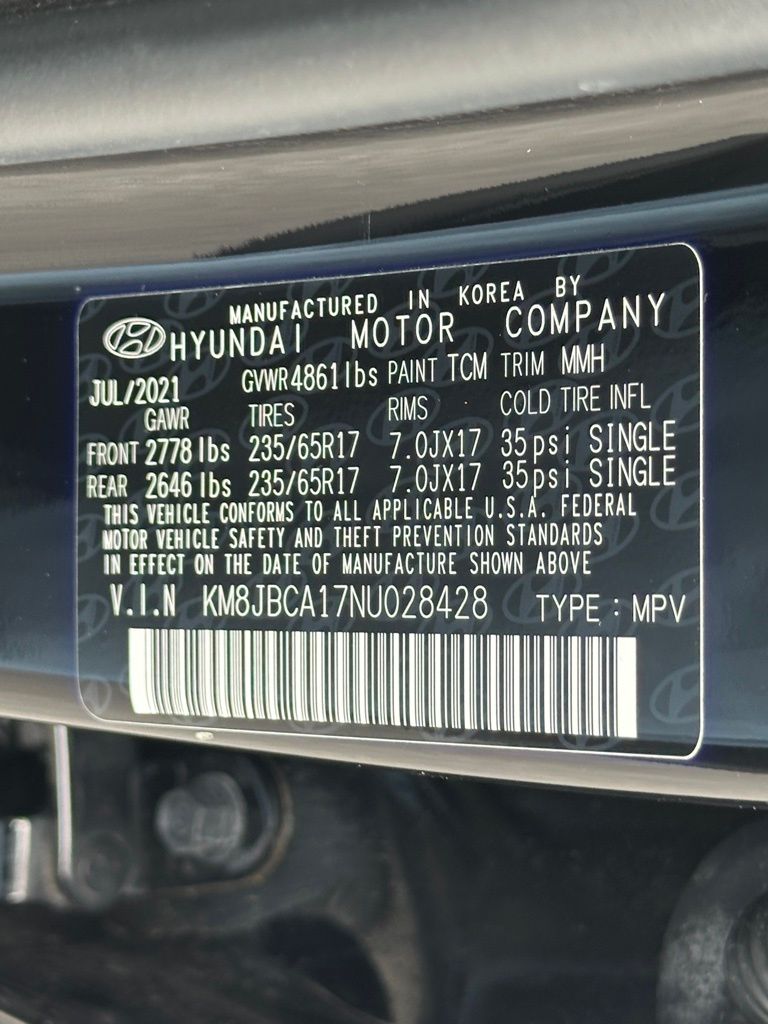 MANUFACTURED IN KOREA BY
HYUNDAI MOTOR COMPANY
JUL/2021 GVWR 4861lbs PAINT TCM TRIM MMH
GAWR TIRES RIMS COLD TIRE INFL
FRONT 2778 lbs 235/65R17 7.0JX17 35psi SINGLE
REAR 2646 lbs 235/65R17 7.0JX17 35psi SINGLE
THIS VEHICLE CONFORMS TO ALL APPLICABLE U.S.A. FEDERAL
MOTOR VEHICLE SAFETY AND THEFT PREVENTION STANDARDS
IN EFFECT ON THE DATE OF MANUFACTURE SHOWN ABOVE
V.I.N KM8JBCA17NU028428 TYPE : MPV